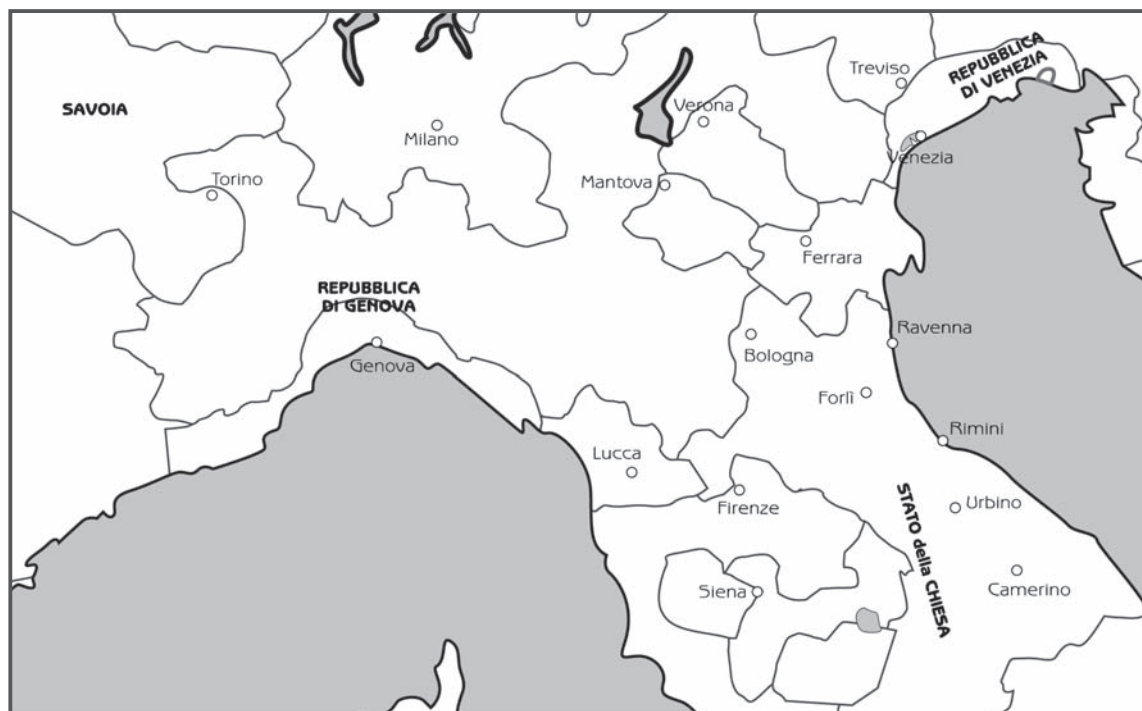 REPUBBLICA
DI VENEZIA
Treviso
SAVOIA
Verona
Milano
Venezia
Torino
Mantova
Ferrara
REPUBBLICA
DI GENOVA
Ravenna
Bologna
Genova
Forlì
Rimini
Lucca
Firenze
Urbino
STATO della CHIESA
Siena
Camerino